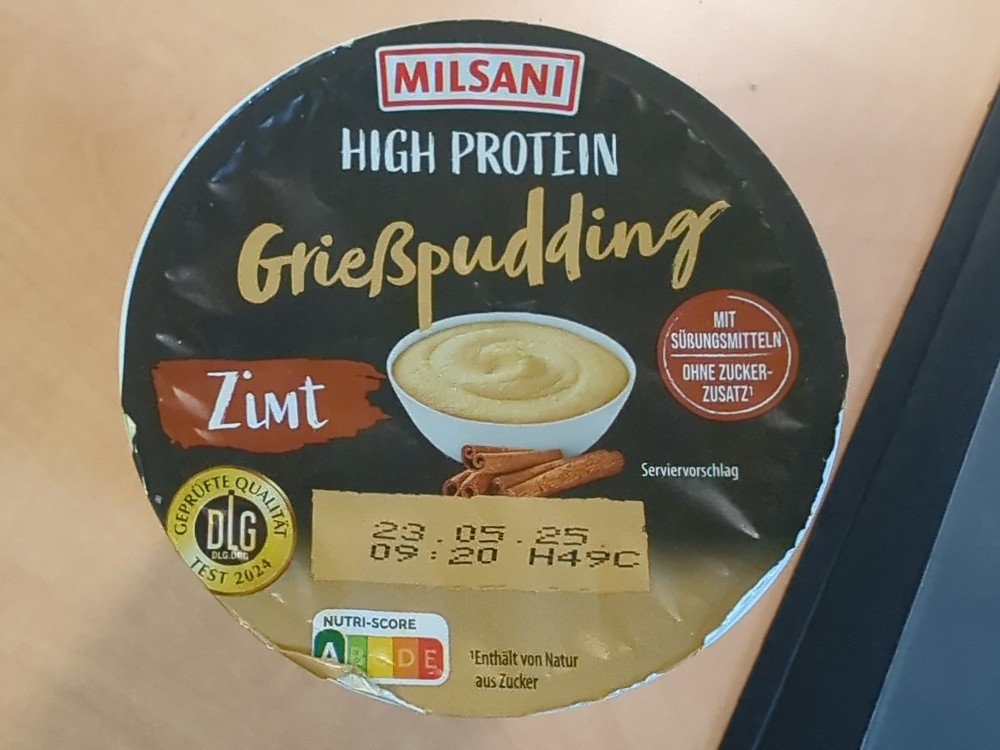 MILSANI
HIGH PROTEIN
Grießpudding
MIT
SÜßUNGSMITTELN
OHNE ZUCKER-
ZUSATZ¹
Zimt
Serviervorschlag
GEPRÜFTE QUALITÄT
DLG
DLG.ORG
TEST 2024
23.05.25
09:20 H49C
NUTRI-SCORE
A B C D E
¹Enthält von Natur
aus Zucker